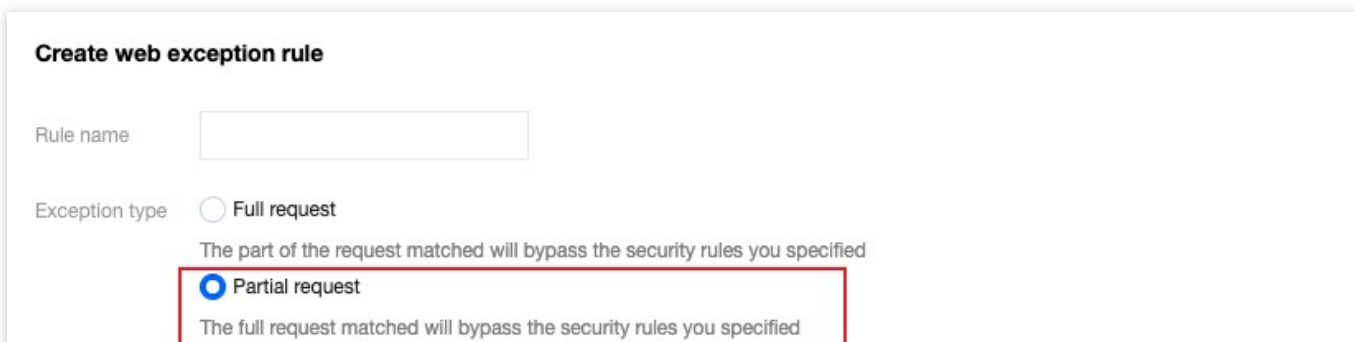 Create web exception rule
Rule name
Exception type Full request
The part of the request matched will bypass the security rules you specified
Partial request
The full request matched will bypass the security rules you specified